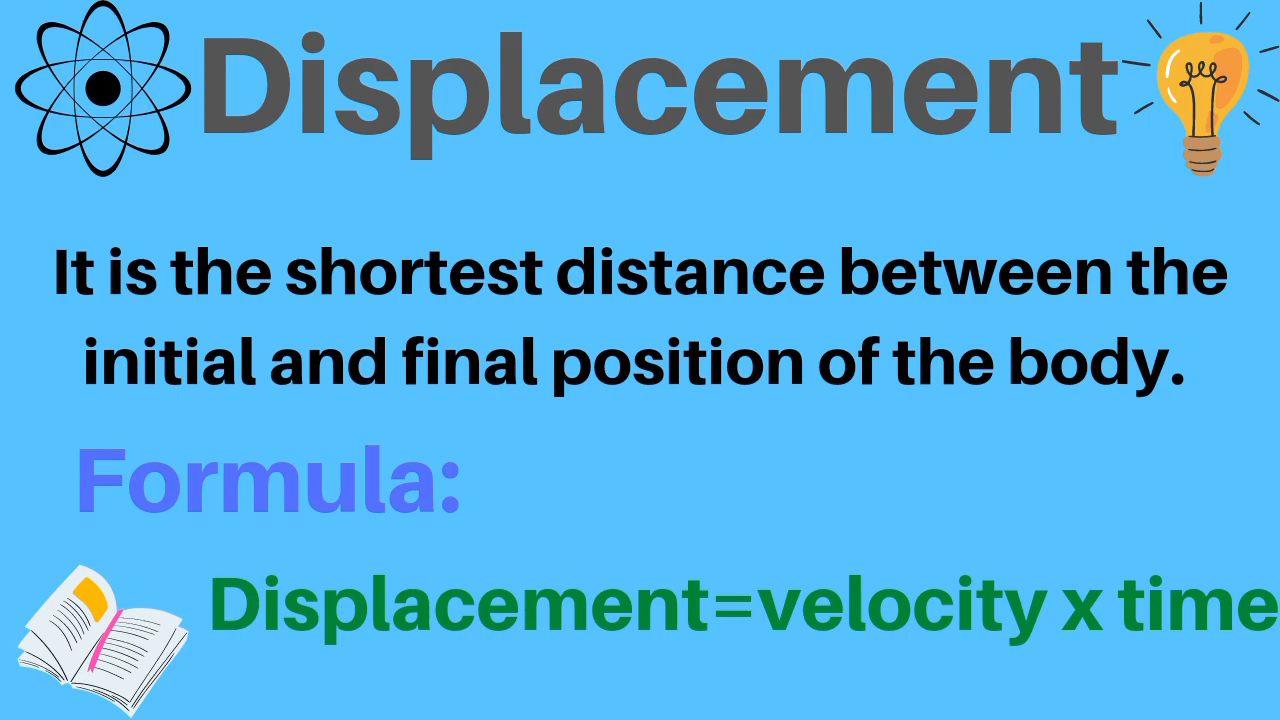 Displacement
It is the shortest distance between the
initial and final position of the body.
Formula:
Displacement=velocity x time